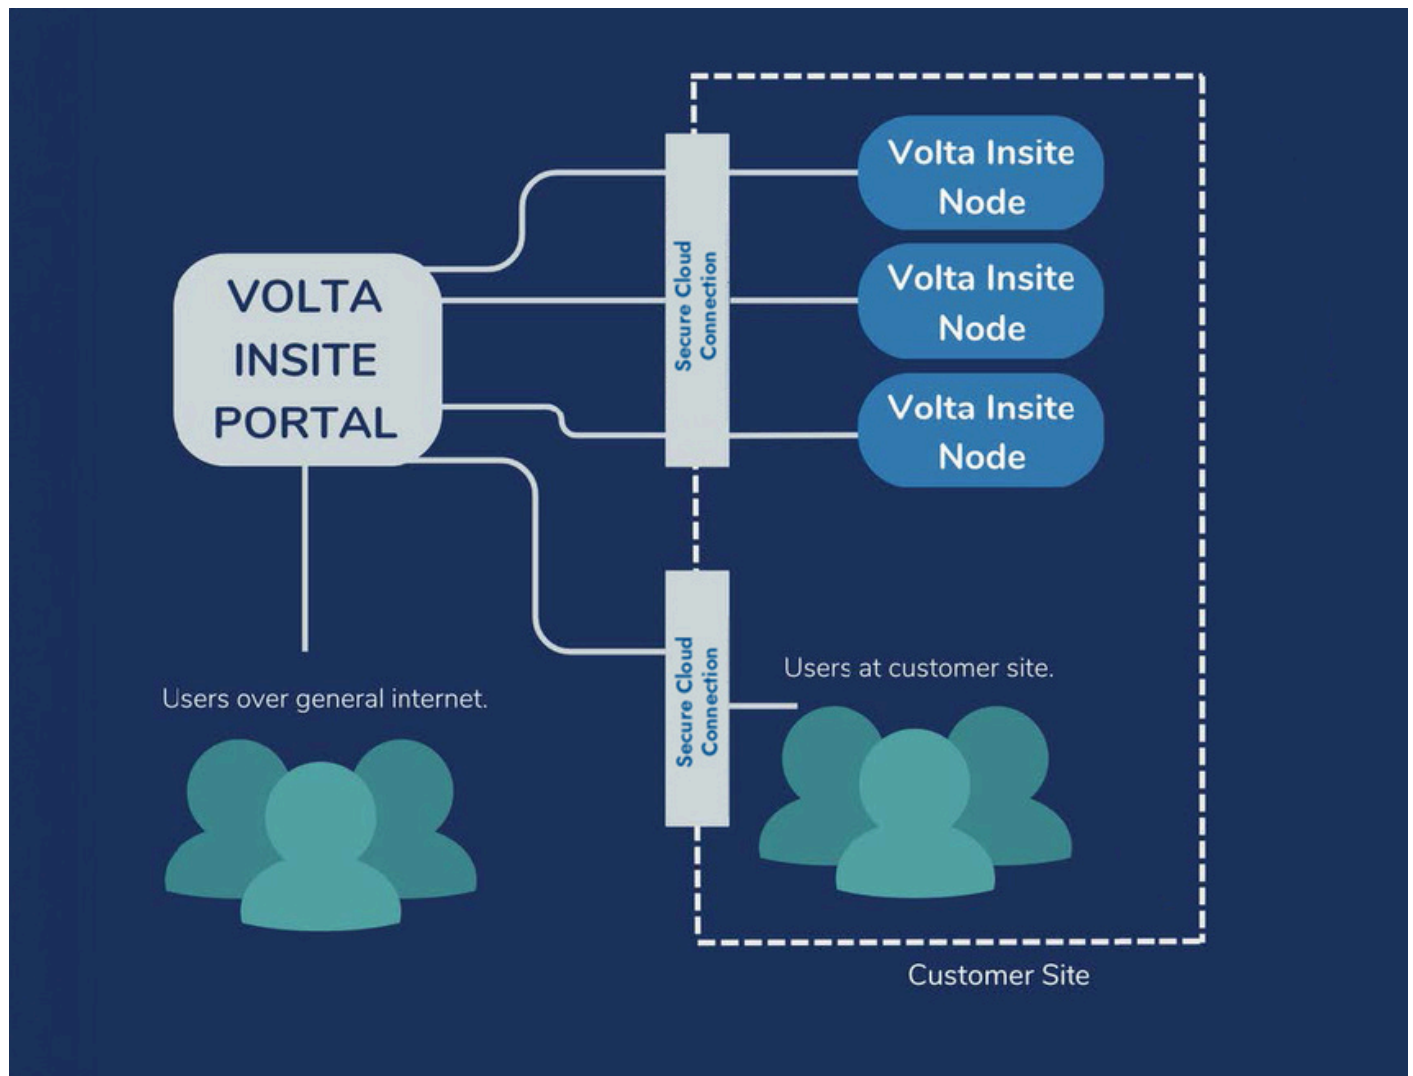 VOLTA
INSITE
PORTAL
Secure Cloud
Connection
Volta Insite
Node
Volta Insite
Node
Volta Insite
Node
Users over general internet.
Secure Cloud
Connection
Users at customer site.
Customer Site